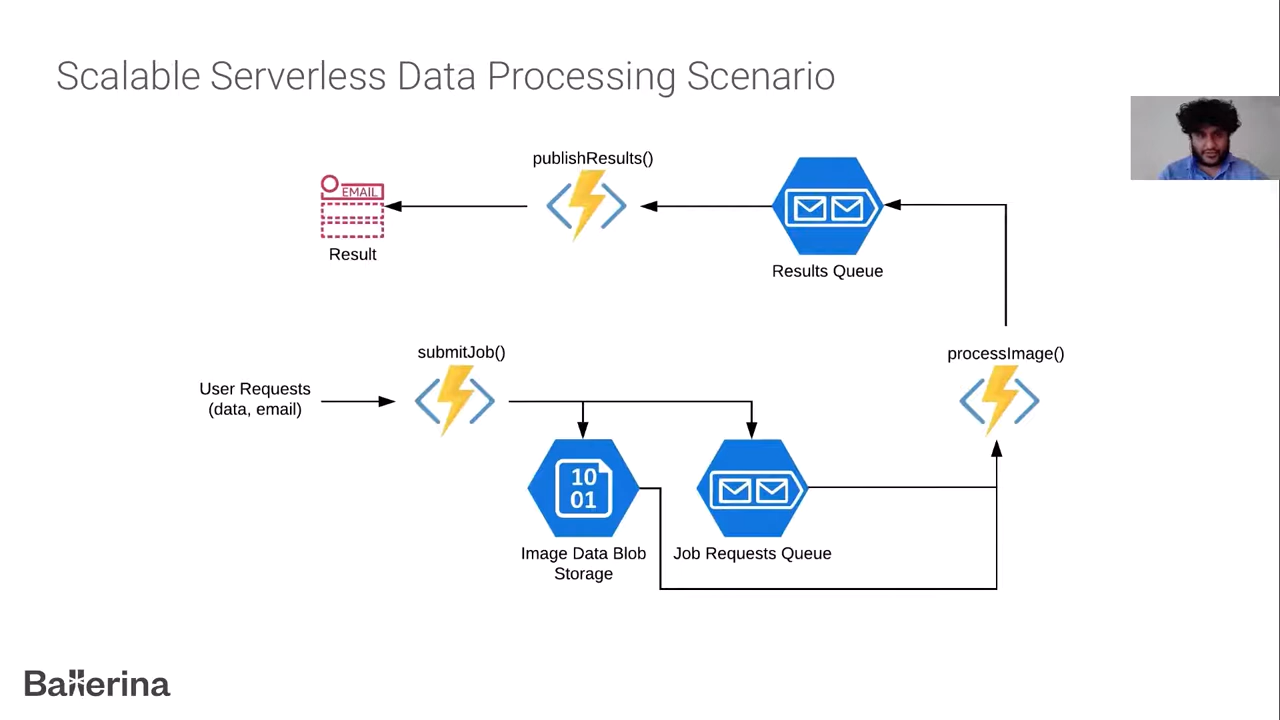 Scalable Serverless Data Processing Scenario
publishResults()
EMAIL
Result
Results Queue
submitJob()
processImage()
User Requests
(data, email)
10
01
Image Data Blob
Storage
Job Requests Queue
Ballerina